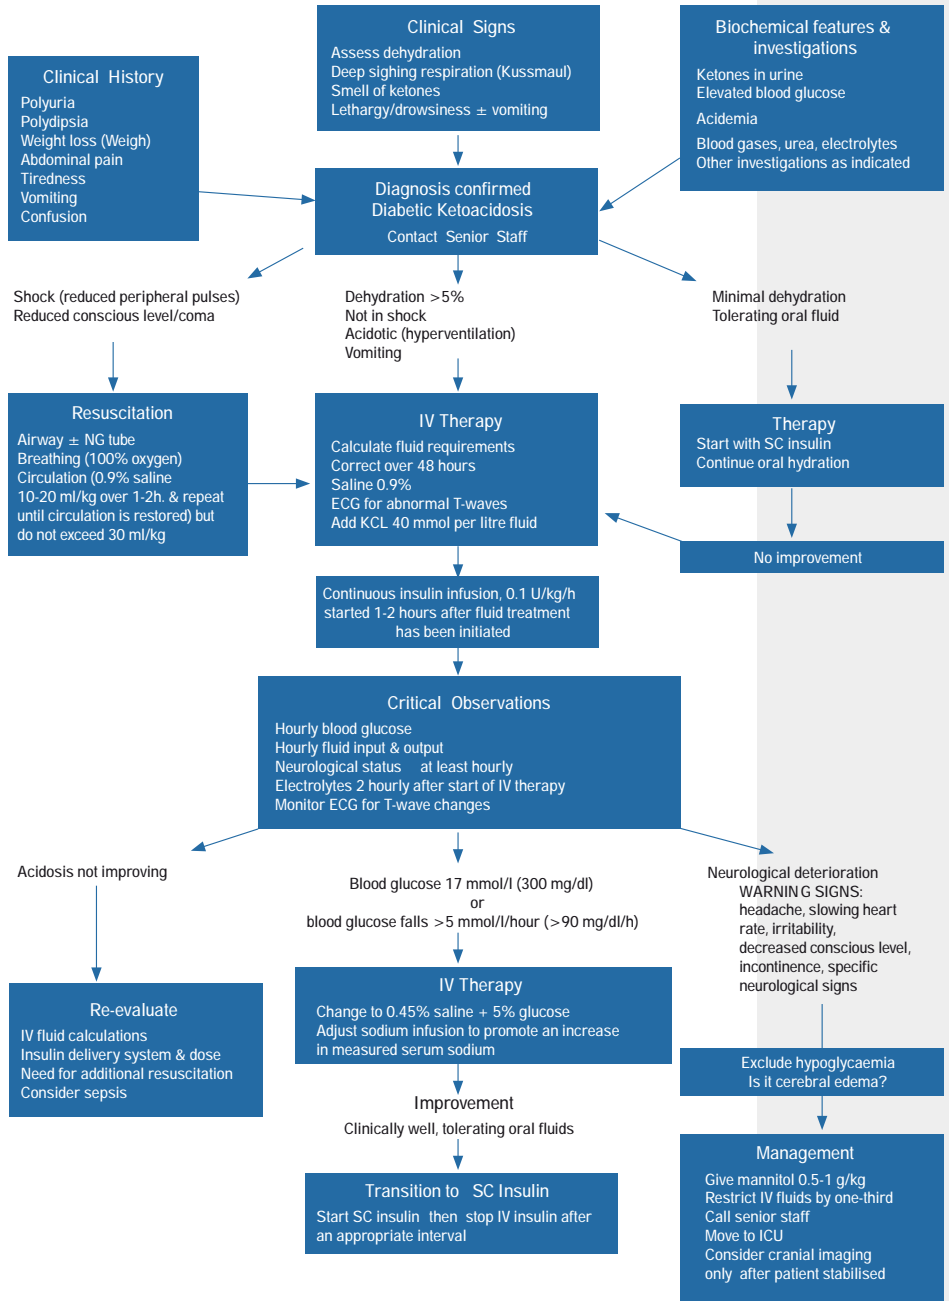 Clinical Signs
Assess dehydration
Deep sighing respiration (Kussmaul)
Smell of ketones
Lethargy/drowsiness ± vomiting
Biochemical features &
investigations
Ketones in urine
Elevated blood glucose
Acidemia
Blood gases, urea, electrolytes
Other investigations as indicated
Clinical History
Polyuria
Polydipsia
Weight loss (Weigh)
Abdominal pain
Tiredness
Vomiting
Confusion
Diagnosis confirmed
Diabetic Ketoacidosis
Contact Senior Staff
Shock (reduced peripheral pulses)
Reduced conscious level/coma
Dehydration >5%
Not in shock
Acidotic (hyperventilation)
Vomiting
Minimal dehydration
Tolerating oral fluid
Resuscitation
Airway ± NG tube
Breathing (100% oxygen)
Circulation (0.9% saline
10-20 ml/kg over 1-2h. & repeat
until circulation is restored) but
do not exceed 30 ml/kg
IV Therapy
Calculate fluid requirements
Correct over 48 hours
Saline 0.9%
ECG for abnormal T-waves
Add KCL 40 mmol per litre fluid
Therapy
Start with SC insulin
Continue oral hydration
No improvement
Continuous insulin infusion, 0.1 U/kg/h
started 1-2 hours after fluid treatment
has been initiated
Critical Observations
Hourly blood glucose
Hourly fluid input & output
Neurological status at least hourly
Electrolytes 2 hourly after start of IV therapy
Monitor ECG for T-wave changes
Acidosis not improving
Blood glucose 17 mmol/l (300 mg/dl)
or
blood glucose falls >5 mmol/l/hour (>90 mg/dl/h)
Neurological deterioration
WARNING SIGNS:
headache, slowing heart
rate, irritability,
decreased conscious level,
incontinence, specific
neurological signs
Re-evaluate
IV fluid calculations
Insulin delivery system & dose
Need for additional resuscitation
Consider sepsis
IV Therapy
Change to 0.45% saline + 5% glucose
Adjust sodium infusion to promote an increase
in measured serum sodium
Exclude hypoglycaemia
Is it cerebral edema?
Improvement
Clinically well, tolerating oral fluids
Transition to SC Insulin
Start SC insulin then stop IV insulin after
an appropriate interval
Management
Give mannitol 0.5-1 g/kg
Restrict IV fluids by one-third
Call senior staff
Move to ICU
Consider cranial imaging
only after patient stabilised